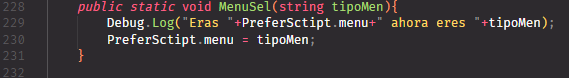 228 public static void MenuSel(string tipoMen){
229 Debug.Log("Eras "+PreferSctipt.menu+" ahora eres "+tipoMen);
230 PreferSctipt.menu = tipoMen;
231 }
232